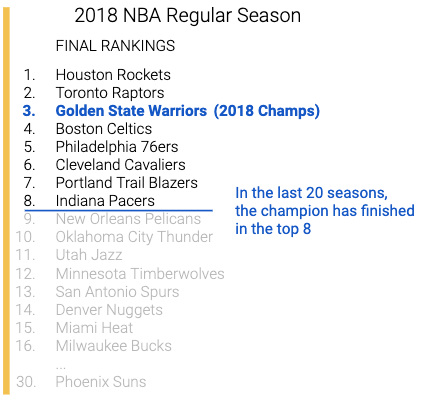 2018 NBA Regular Season
FINAL RANKINGS
1. Houston Rockets
2. Toronto Raptors
3. Golden State Warriors (2018 Champs)
4. Boston Celtics
5. Philadelphia 76ers
6. Cleveland Cavaliers
7. Portland Trail Blazers
8. Indiana Pacers
In the last 20 seasons,
the champion has finished
in the top 8
9. New Orleans Pelicans
10. Oklahoma City Thunder
11. Utah Jazz
12. Minnesota Timberwolves
13. San Antonio Spurs
14. Denver Nuggets
15. Miami Heat
16. Milwaukee Bucks
...
30. Phoenix Suns